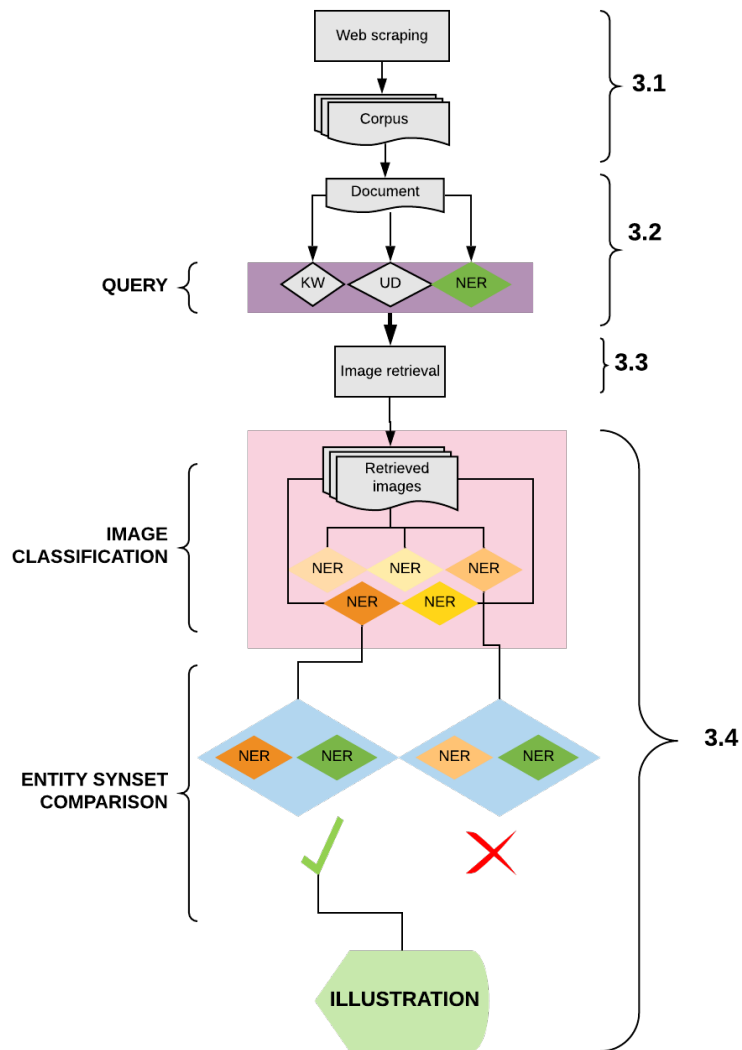 Web scraping
3.1
Corpus
Document
3.2
QUERY
KW
UD
NER
Image retrieval
3.3
Retrieved
images
IMAGE
CLASSIFICATION
NER
NER
NER
NER
NER
3.4
ENTITY SYNSET
COMPARISON
NER
NER
NER
NER
ILLUSTRATION